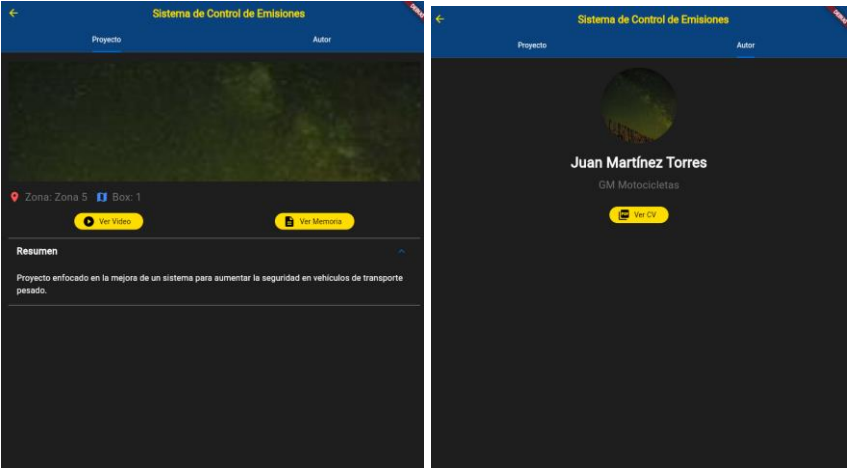 Sistema de Control de Emisiones
Proyecto Autor
Zona: Zona 5 Box: 1
Ver Video Ver Memoria
Resumen
Proyecto enfocado en la mejora de un sistema para aumentar la seguridad en vehículos de transporte
pesado.
Sistema de Control de Emisiones
Proyecto Autor
Juan Martínez Torres
GM Motocicletas
Ver CV